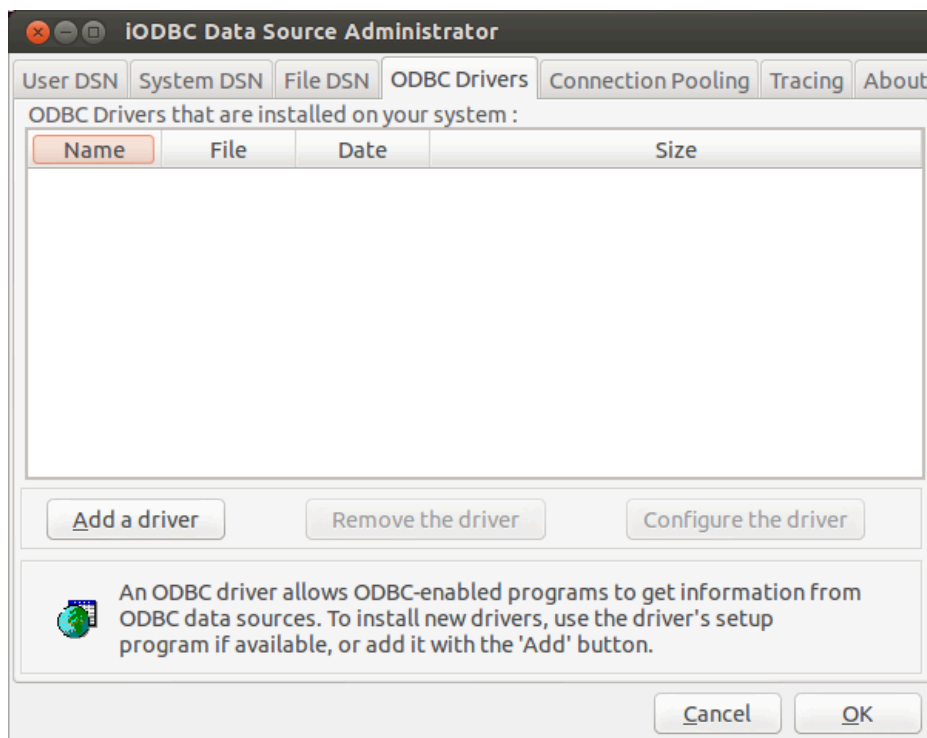 iODBC Data Source Administrator
User DSN System DSN File DSN ODBC Drivers Connection Pooling Tracing About
ODBC Drivers that are installed on your system :
Name File Date Size
Add a driver Remove the driver Configure the driver
An ODBC driver allows ODBC-enabled programs to get information from
ODBC data sources. To install new drivers, use the driver's setup
program if available, or add it with the 'Add' button.
Cancel OK